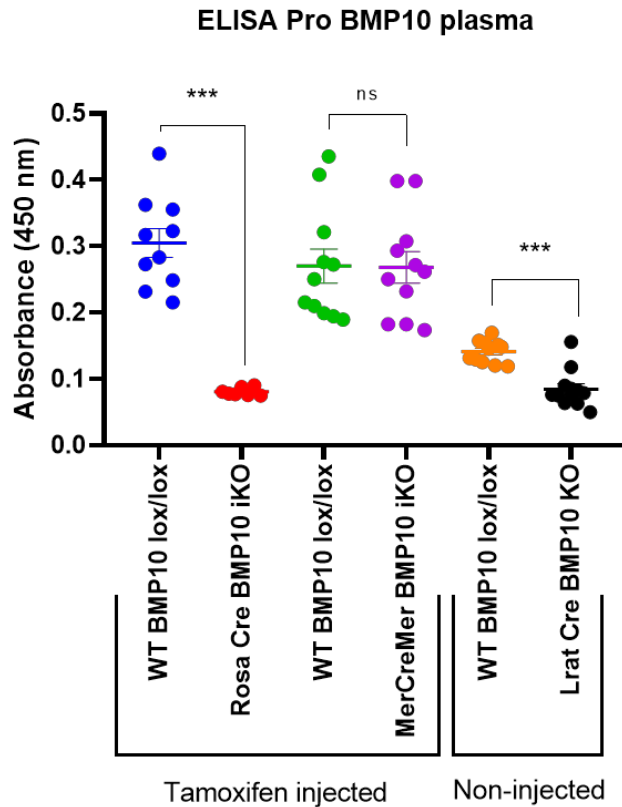 ELISA Pro BMP10 plasma
Absorbance (450 nm)
0.5
0.4
0.3
0.2
0.1
0.0
***
ns
***
WT BMP10 lox/lox
Rosa Cre BMP10 iKO
WT BMP10 lox/lox
MerCreMer BMP10 iKO
WT BMP10 lox/lox
Lrat Cre BMP10 KO
Tamoxifen injected
Non-injected